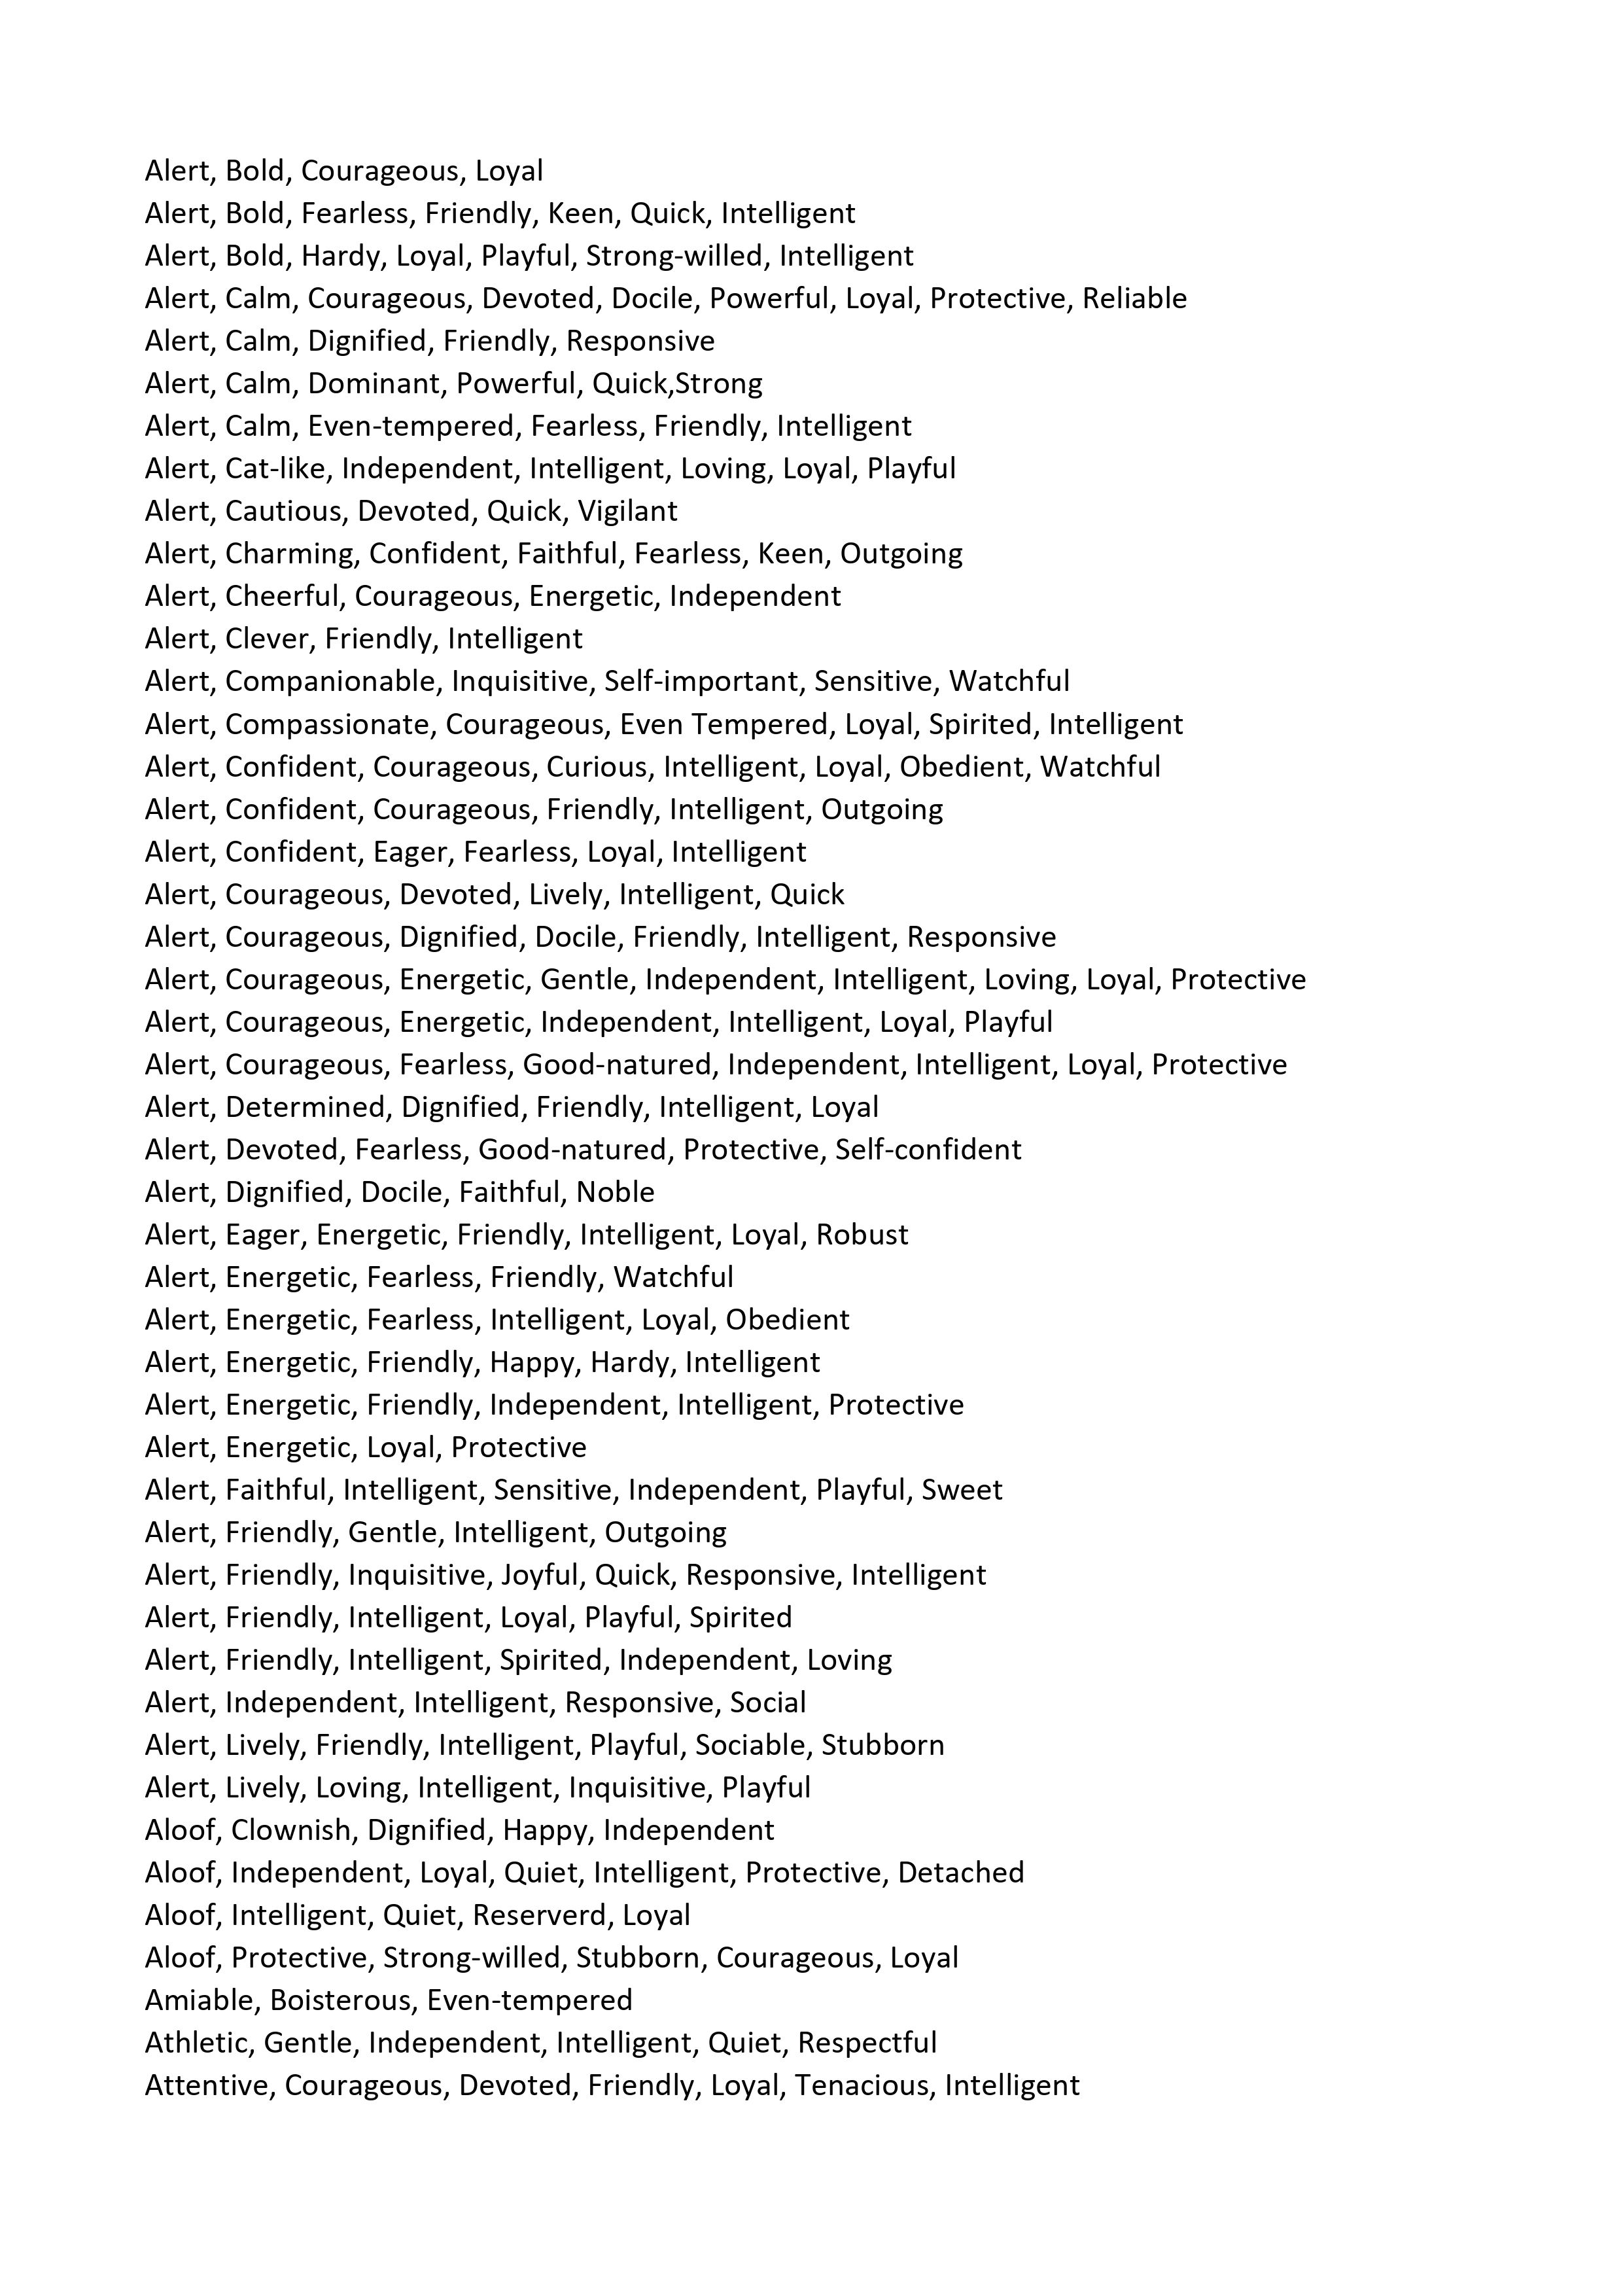 Alert, Bold, Courageous, Loyal
Alert, Bold, Fearless, Friendly, Keen, Quick, Intelligent
Alert, Bold, Hardy, Loyal, Playful, Strong-willed, Intelligent
Alert, Calm, Courageous, Devoted, Docile, Powerful, Loyal, Protective, Reliable
Alert, Calm, Dignified, Friendly, Responsive
Alert, Calm, Dominant, Powerful, Quick,Strong
Alert, Calm, Even-tempered, Fearless, Friendly, Intelligent
Alert, Cat-like, Independent, Intelligent, Loving, Loyal, Playful
Alert, Cautious, Devoted, Quick, Vigilant
Alert, Charming, Confident, Faithful, Fearless, Keen, Outgoing
Alert, Cheerful, Courageous, Energetic, Independent
Alert, Clever, Friendly, Intelligent
Alert, Companionable, Inquisitive, Self-important, Sensitive, Watchful
Alert, Compassionate, Courageous, Even Tempered, Loyal, Spirited, Intelligent
Alert, Confident, Courageous, Curious, Intelligent, Loyal, Obedient, Watchful
Alert, Confident, Courageous, Friendly, Intelligent, Outgoing
Alert, Confident, Eager, Fearless, Loyal, Intelligent
Alert, Courageous, Devoted, Lively, Intelligent, Quick
Alert, Courageous, Dignified, Docile, Friendly, Intelligent, Responsive
Alert, Courageous, Energetic, Gentle, Independent, Intelligent, Loving, Loyal, Protective
Alert, Courageous, Energetic, Independent, Intelligent, Loyal, Playful
Alert, Courageous, Fearless, Good-natured, Independent, Intelligent, Loyal, Protective
Alert, Determined, Dignified, Friendly, Intelligent, Loyal
Alert, Devoted, Fearless, Good-natured, Protective, Self-confident
Alert, Dignified, Docile, Faithful, Noble
Alert, Eager, Energetic, Friendly, Intelligent, Loyal, Robust
Alert, Energetic, Fearless, Friendly, Watchful
Alert, Energetic, Fearless, Intelligent, Loyal, Obedient
Alert, Energetic, Friendly, Happy, Hardy, Intelligent
Alert, Energetic, Friendly, Independent, Intelligent, Protective
Alert, Energetic, Loyal, Protective
Alert, Faithful, Intelligent, Sensitive, Independent, Playful, Sweet
Alert, Friendly, Gentle, Intelligent, Outgoing
Alert, Friendly, Inquisitive, Joyful, Quick, Responsive, Intelligent
Alert, Friendly, Intelligent, Loyal, Playful, Spirited
Alert, Friendly, Intelligent, Spirited, Independent, Loving
Alert, Independent, Intelligent, Responsive, Social
Alert, Lively, Friendly, Intelligent, Playful, Sociable, Stubborn
Alert, Lively, Loving, Intelligent, Inquisitive, Playful
Aloof, Clownish, Dignified, Happy, Independent
Aloof, Independent, Loyal, Quiet, Intelligent, Protective, Detached
Aloof, Intelligent, Quiet, Reserverd, Loyal
Aloof, Protective, Strong-willed, Stubborn, Courageous, Loyal
Amiable, Boisterous, Even-tempered
Athletic, Gentle, Independent, Intelligent, Quiet, Respectful
Attentive, Courageous, Devoted, Friendly, Loyal, Tenacious, Intelligent